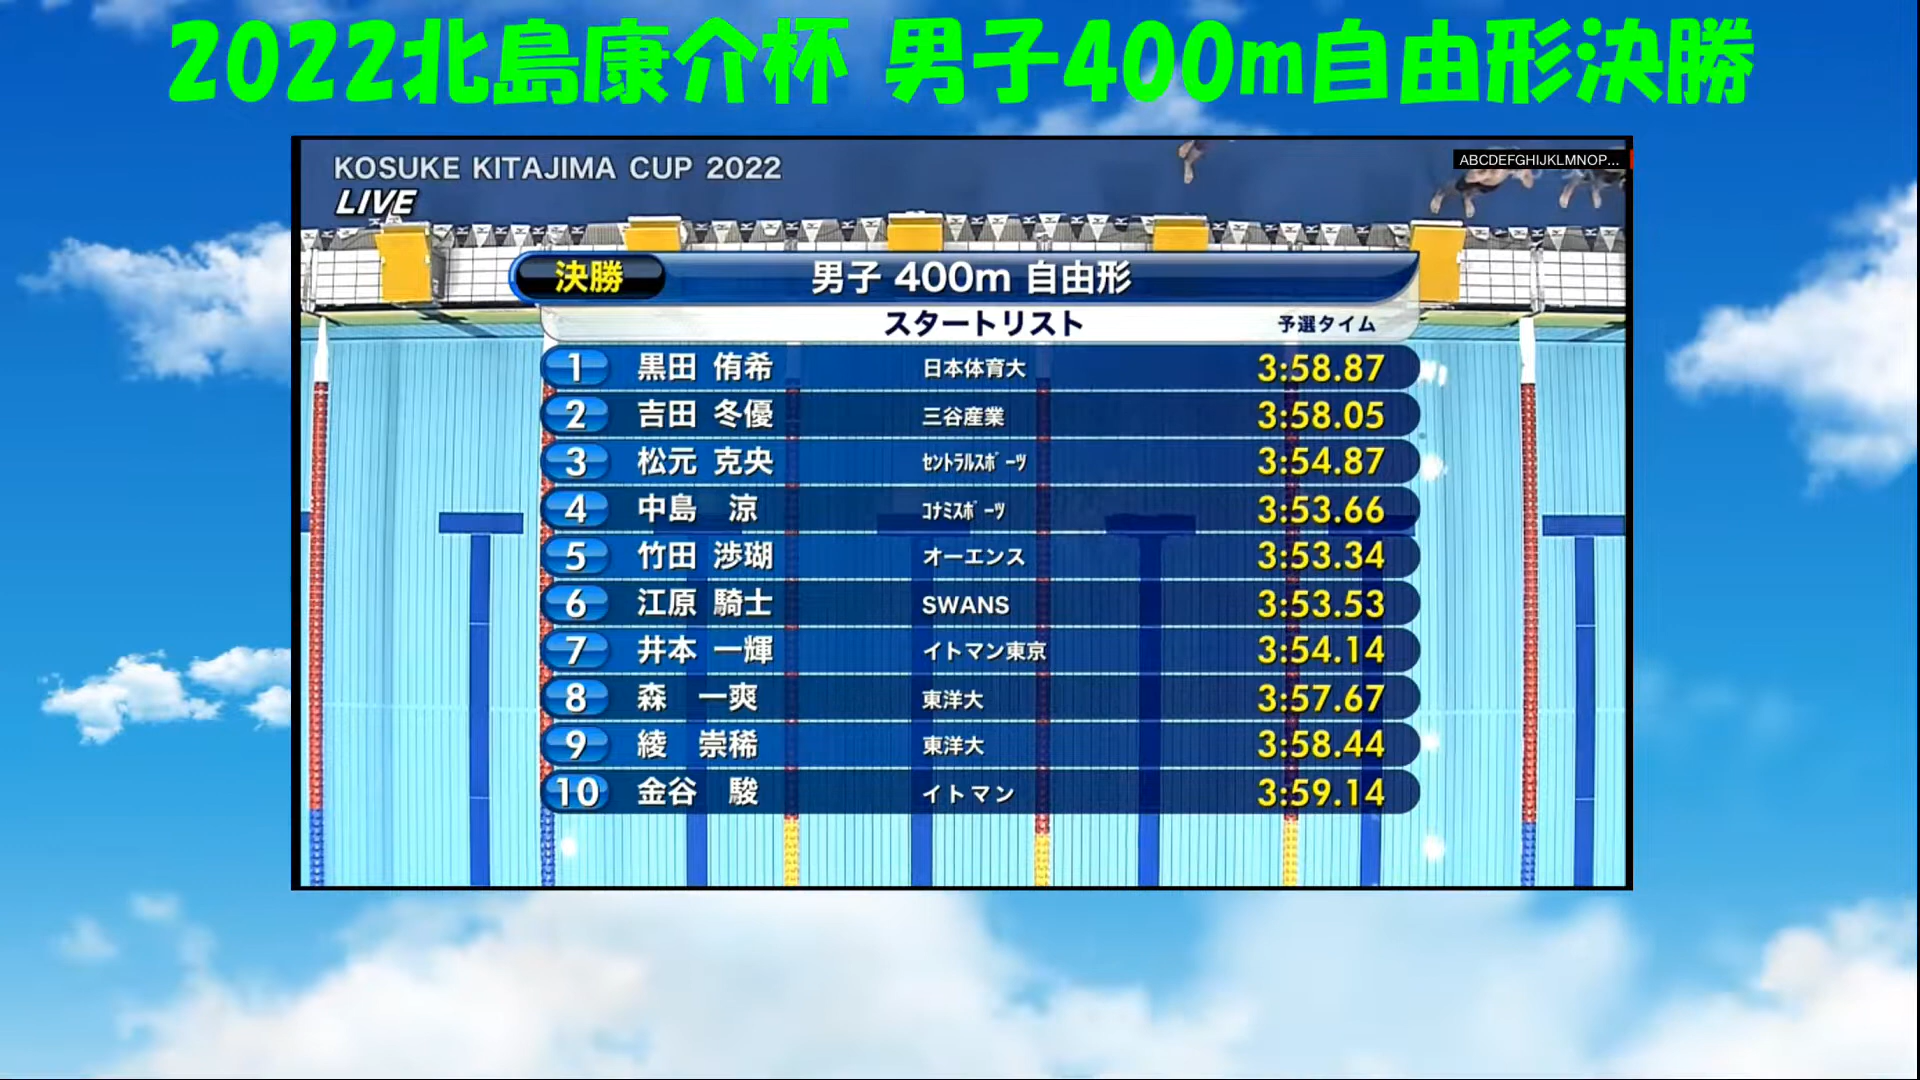 2022北島康介杯 男子400m自由形決勝
KOSUKE KITAJIMA CUP 2022
ABCDEFGHIJKLMNOP...
LIVE
決勝 男子 400m 自由形
スタートリスト 予選タイム
1 黒田 侑希 日本体育大 3:58.87
2 吉田 冬優 三谷産業 3:58.05
3 松元 克央 セントラルスポーツ 3:54.87
4 中島 涼 コナミスポーツ 3:53.66
5 竹田 渉瑚 オーエンス 3:53.34
6 江原 騎士 SWANS 3:53.53
7 井本 一輝 イトマン東京 3:54.14
8 森 一爽 東洋大 3:57.67
9 綾 崇稀 東洋大 3:58.44
10 金谷 駿 イトマン 3:59.14